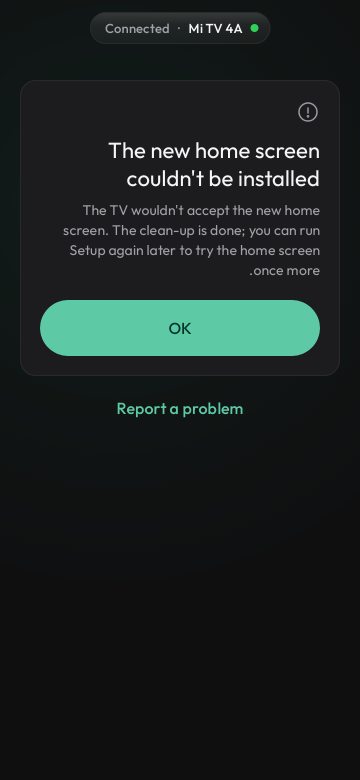 Connected · Mi TV 4A
The new home screen
couldn't be installed
The TV wouldn't accept the new home
screen. The clean-up is done; you can run
Setup again later to try the home screen
.once more
OK
Report a problem